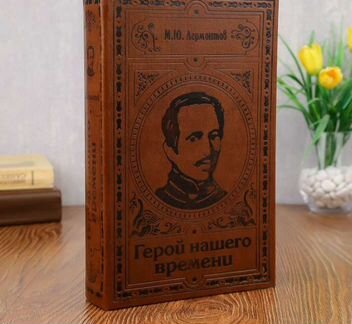 М.Ю. Лермонтов
Герой нашего
времени